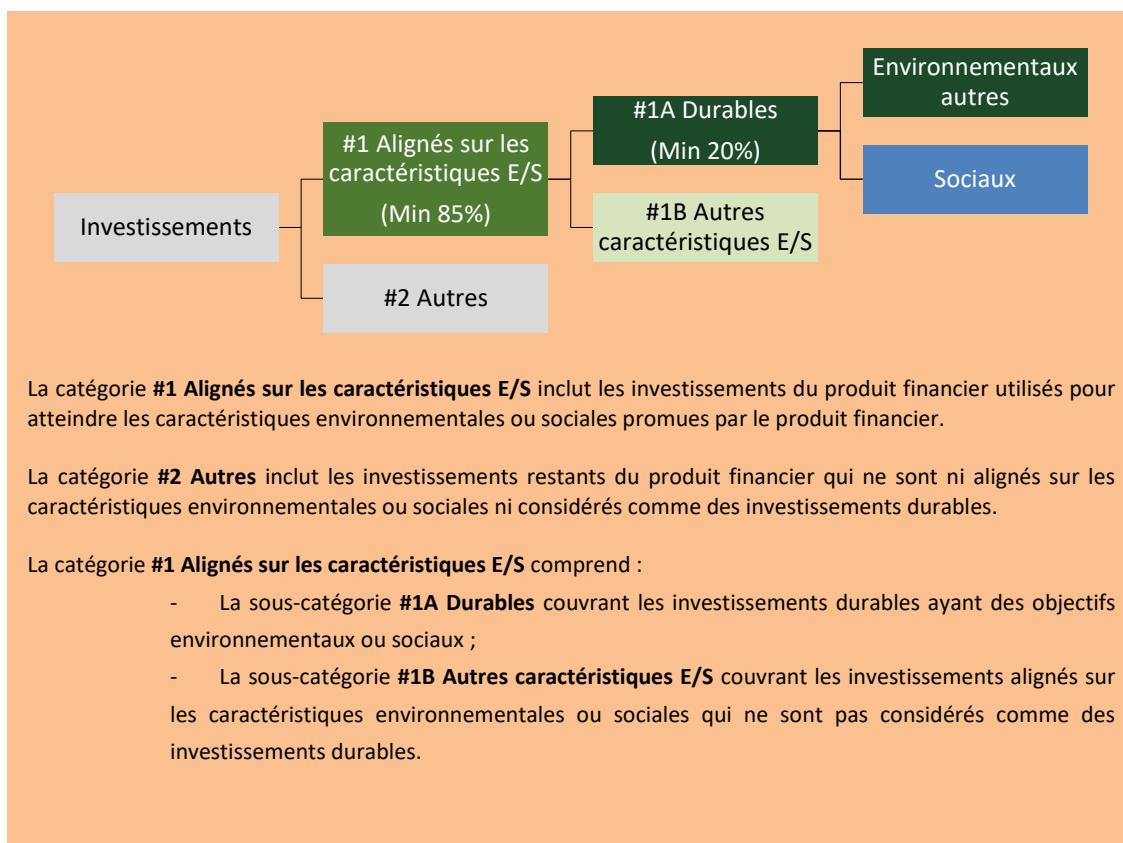 Environnementaux
autres
#1A Durables
(Min 20%)
#1 Alignés sur les
caractéristiques E/S
(Min 85%)
Sociaux
Investissements
#1B Autres
caractéristiques E/S
#2 Autres
La catégorie #1 Alignés sur les caractéristiques E/S inclut les investissements du produit financier utilisés pour
atteindre les caractéristiques environnementales ou sociales promues par le produit financier.
La catégorie #2 Autres inclut les investissements restants du produit financier qui ne sont ni alignés sur les
caractéristiques environnementales ou sociales ni considérés comme des investissements durables.
La catégorie #1 Alignés sur les caractéristiques E/S comprend :
- La sous-catégorie #1A Durables couvrant les investissements durables ayant des objectifs
environnementaux ou sociaux ;
- La sous-catégorie #1B Autres caractéristiques E/S couvrant les investissements alignés sur
les caractéristiques environnementales ou sociales qui ne sont pas considérés comme des
investissements durables.